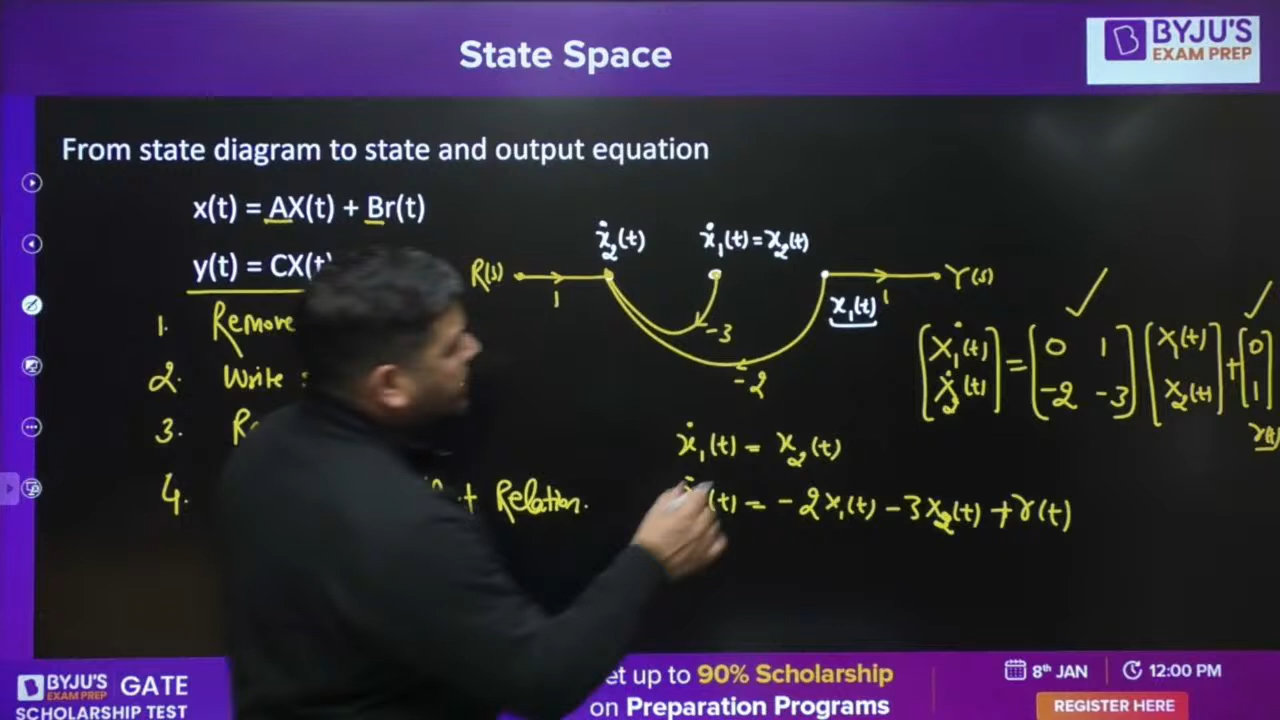 State Space
BYJU'S
EXAM PREP
From state diagram to state and output equation
x(t) = AX(t) + Br(t)
y(t) = CX(t)
ẋ₂(t) ẋ₁(t) = x₂(t)
R(s) 1 -3 -2 x₁(t) 1 Y(s)
1. Remove
2. Write
3.
4. Relation.
[ẋ₁(t) ẋ₂(t)] = [0 1 -2 -3] [x₁(t) x₂(t)] + [0 1] r(t)
ẋ₁(t) = x₂(t)
(t) = -2x₁(t) - 3x₂(t) + r(t)
BYJU'S
EXAM PREP
GATE
SCHOLARSHIP TEST
up to 90% Scholarship
on Preparation Programs
8th JAN
12:00 PM
REGISTER HERE